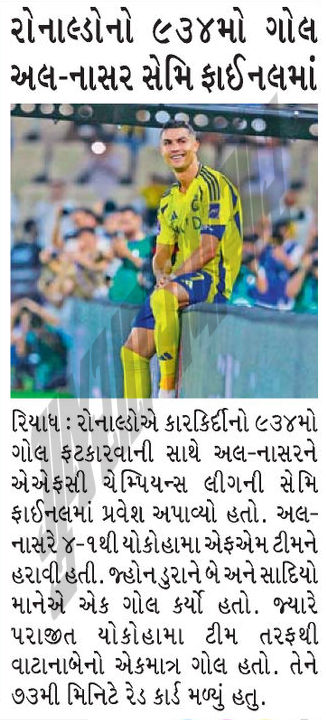 રોનાલ્ડોનો ૯૩૪મો ગોલ
અલ-નાસર સેમિ ફાઈનલમાં
રિયાધ : રોનાલ્ડોએ કારકિર્દીનો ૯૩૪મો
ગોલ ફટકારવાની સાથે અલ-નાસરને
એએફસી ચેમ્પિયન્સ લીગની સેમિ
ફાઈનલમાં પ્રવેશ અપાવ્યો હતો. અલ-
નાસરે ૪-૧થી યોકોહામા એફએમ ટીમને
હરાવી હતી. જ્હોન ડુરાને બે અને સાદિયો
માનેએ એક ગોલ કર્યો હતો. જ્યારે
પરાજીત યોકોહામા ટીમ તરફથી
વાટાનાબેનો એકમાત્ર ગોલ હતો. તેને
૭૩મી મિનિટે રેડ કાર્ડ મળ્યું હતુ.